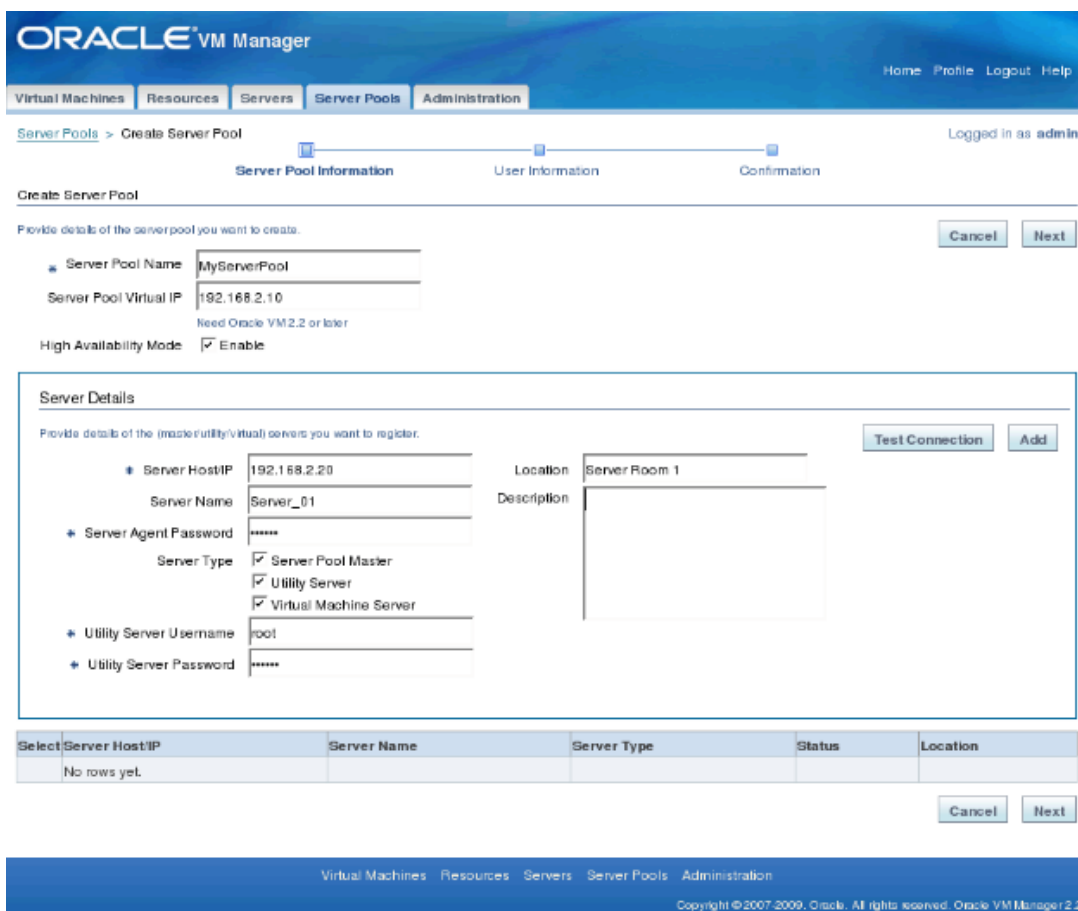 ORACLE VM Manager
Home Profile Logout Help
Virtual Machines Resources Servers Server Pools Administration
Server Pools > Create Server Pool
Logged in as admin
Server Pool Information User Information Confirmation
Create Server Pool
Provide details of the server pool you want to create.
Cancel Next
* Server Pool Name MyServerPool
Server Pool Virtual IP 192.168.2.10
Need Oracle VM 2.2 or later
High Availability Mode Enable
Server Details
Provide details of the (master/utility/virtual) servers you want to register.
Test Connection Add
* Server Host/IP 192.168.2.20 Location Server Room 1
Server Name Server_01 Description
* Server Agent Password ••••••
Server Type Server Pool Master
Utility Server
Virtual Machine Server
* Utility Server Username root
* Utility Server Password ••••••
Select Server Host/IP Server Name Server Type Status Location
No rows yet.
Cancel Next
Virtual Machines Resources Servers Server Pools Administration
Copyright © 2007-2009. Oracle. All rights reserved. Oracle VM Manager 2.2